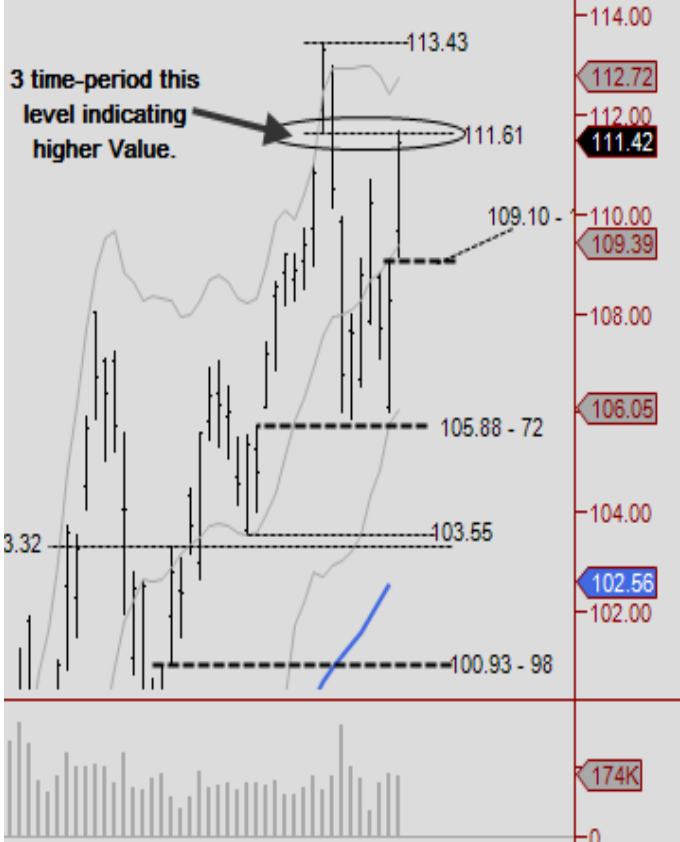 114.00
113.43
3 time-period this
level indicating
higher Value.
112.72
112.00
111.61
111.42
110.00
109.10 -
109.39
108.00
106.05
105.88 - 72
104.00
103.55
3.32
102.56
102.00
100.93 - 98
174K
0